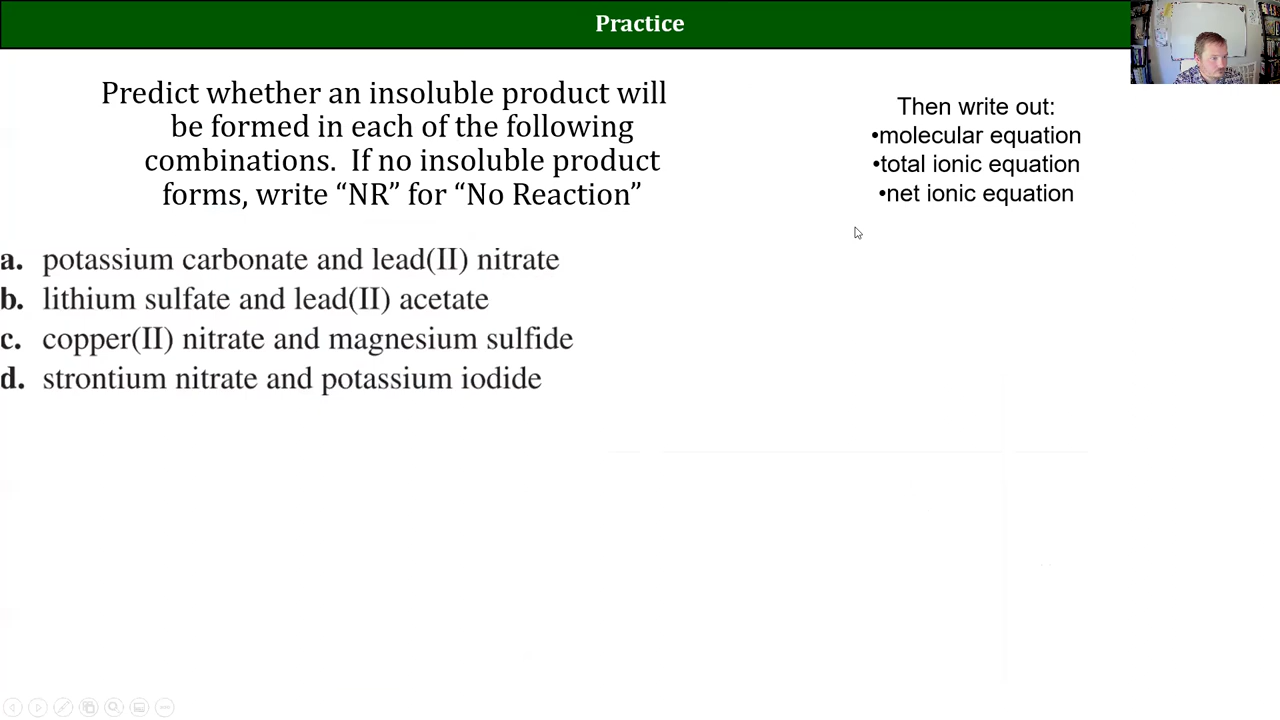 Practice
Predict whether an insoluble product will
be formed in each of the following
combinations.  If no insoluble product
forms, write “NR” for “No Reaction”
Then write out:
•molecular equation
•total ionic equation
•net ionic equation
a. potassium carbonate and lead(II) nitrate
b. lithium sulfate and lead(II) acetate
c. copper(II) nitrate and magnesium sulfide
d. strontium nitrate and potassium iodide